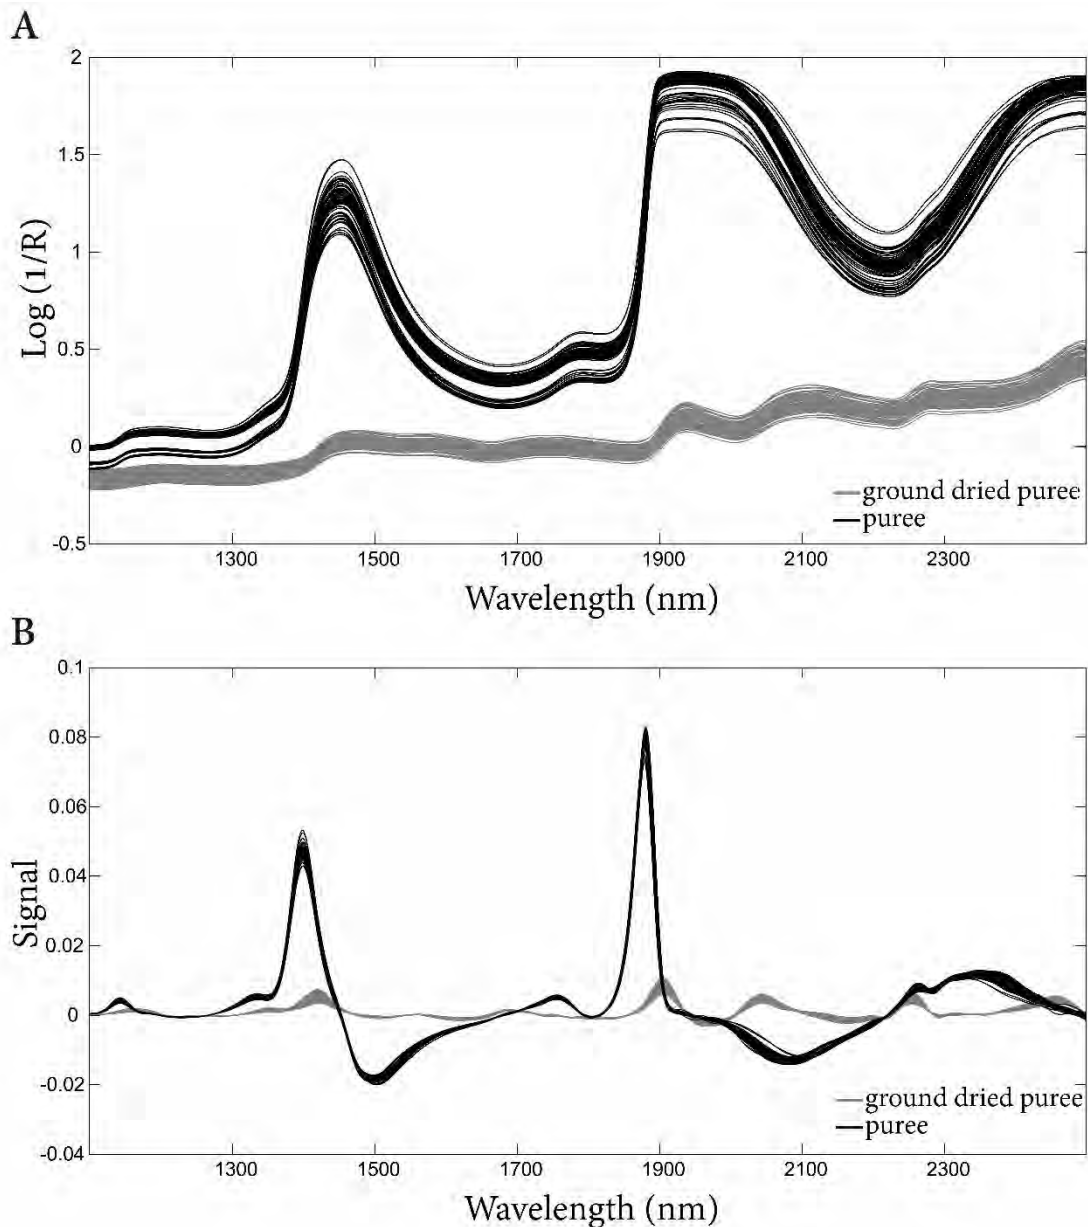 A
2
1.5
1
0.5
0
-0.5
Log (1/R)
ground dried puree
puree
1300 1500 1700 1900 2100 2300
Wavelength (nm)
B
0.1
0.08
0.06
0.04
0.02
0
-0.02
-0.04
Signal
ground dried puree
puree
1300 1500 1700 1900 2100 2300
Wavelength (nm)